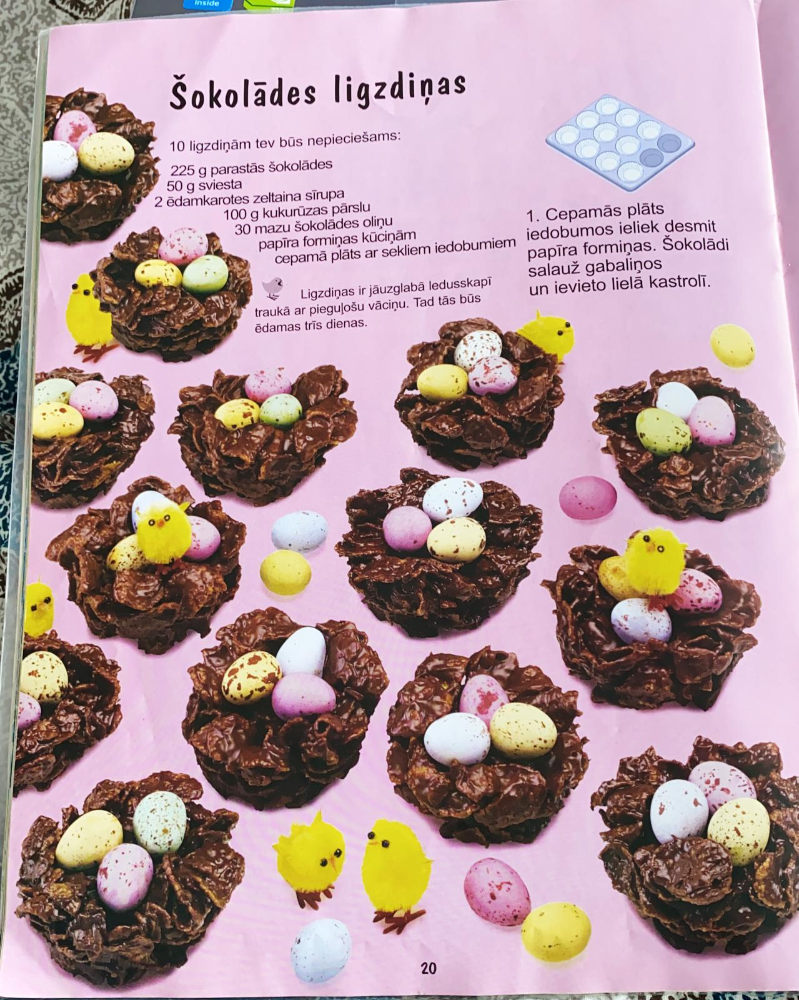 inside
Šokolādes ligzdiņas
10 ligzdiņām tev būs nepieciešams:
225 g parastās šokolādes
50 g sviesta
2 ēdamkarotes zeltaina sīrupa
100 g kukurūzas pārslu
30 mazu šokolādes oliņu
papīra formiņas kūciņām
cepamā plāts ar sekliem iedobumiem
Ligzdiņas ir jāuzglabā ledusskapī
traukā ar pieguļošu vāciņu. Tad tās būs
ēdamas trīs dienas.
1. Cepamās plāts
iedobumos ieliek desmit
papīra formiņas. Šokolādi
salauž gabaliņos
un ievieto lielā kastrolī.
20